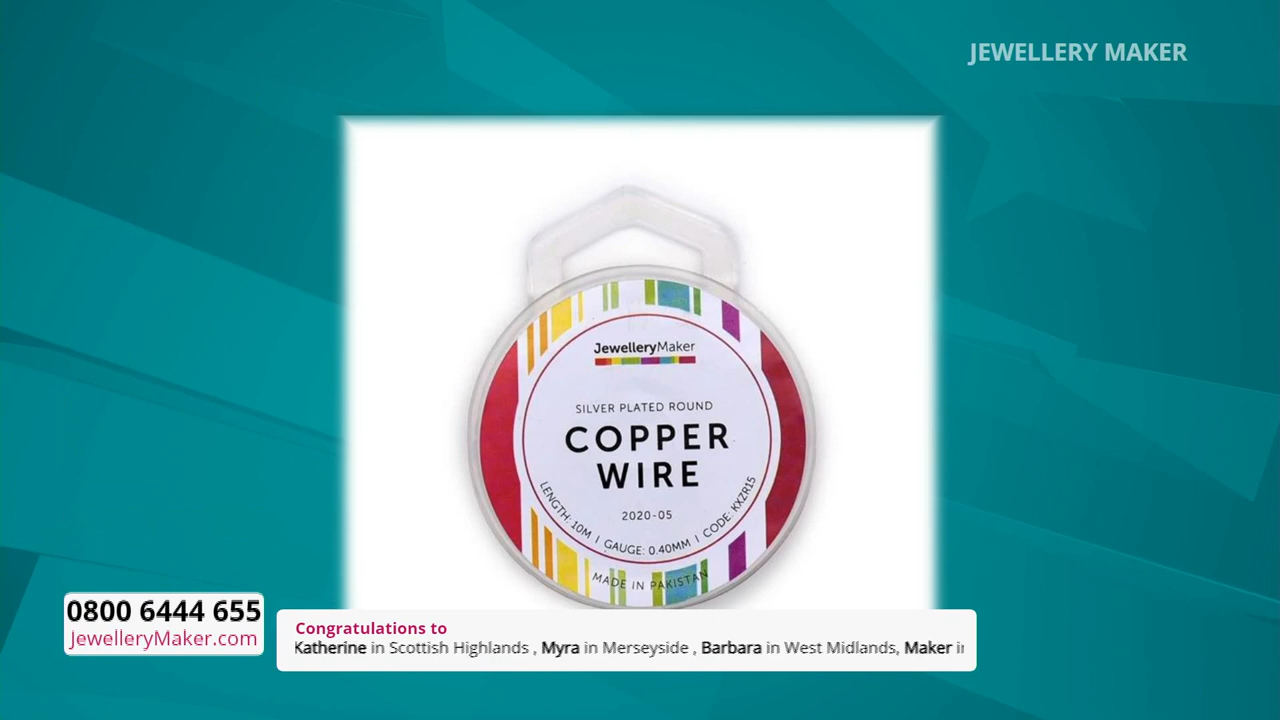 JEWELLERY MAKER
JewelleryMaker
SILVER PLATED ROUND
COPPER
WIRE
2020-05
LENGTH: 10M | GAUGE: 0.40MM | CODE: KXZR15
MADE IN PAKISTAN
0800 6444 655
JewelleryMaker.com
Congratulations to
Katherine in Scottish Highlands , Myra in Merseyside , Barbara in West Midlands, Maker in